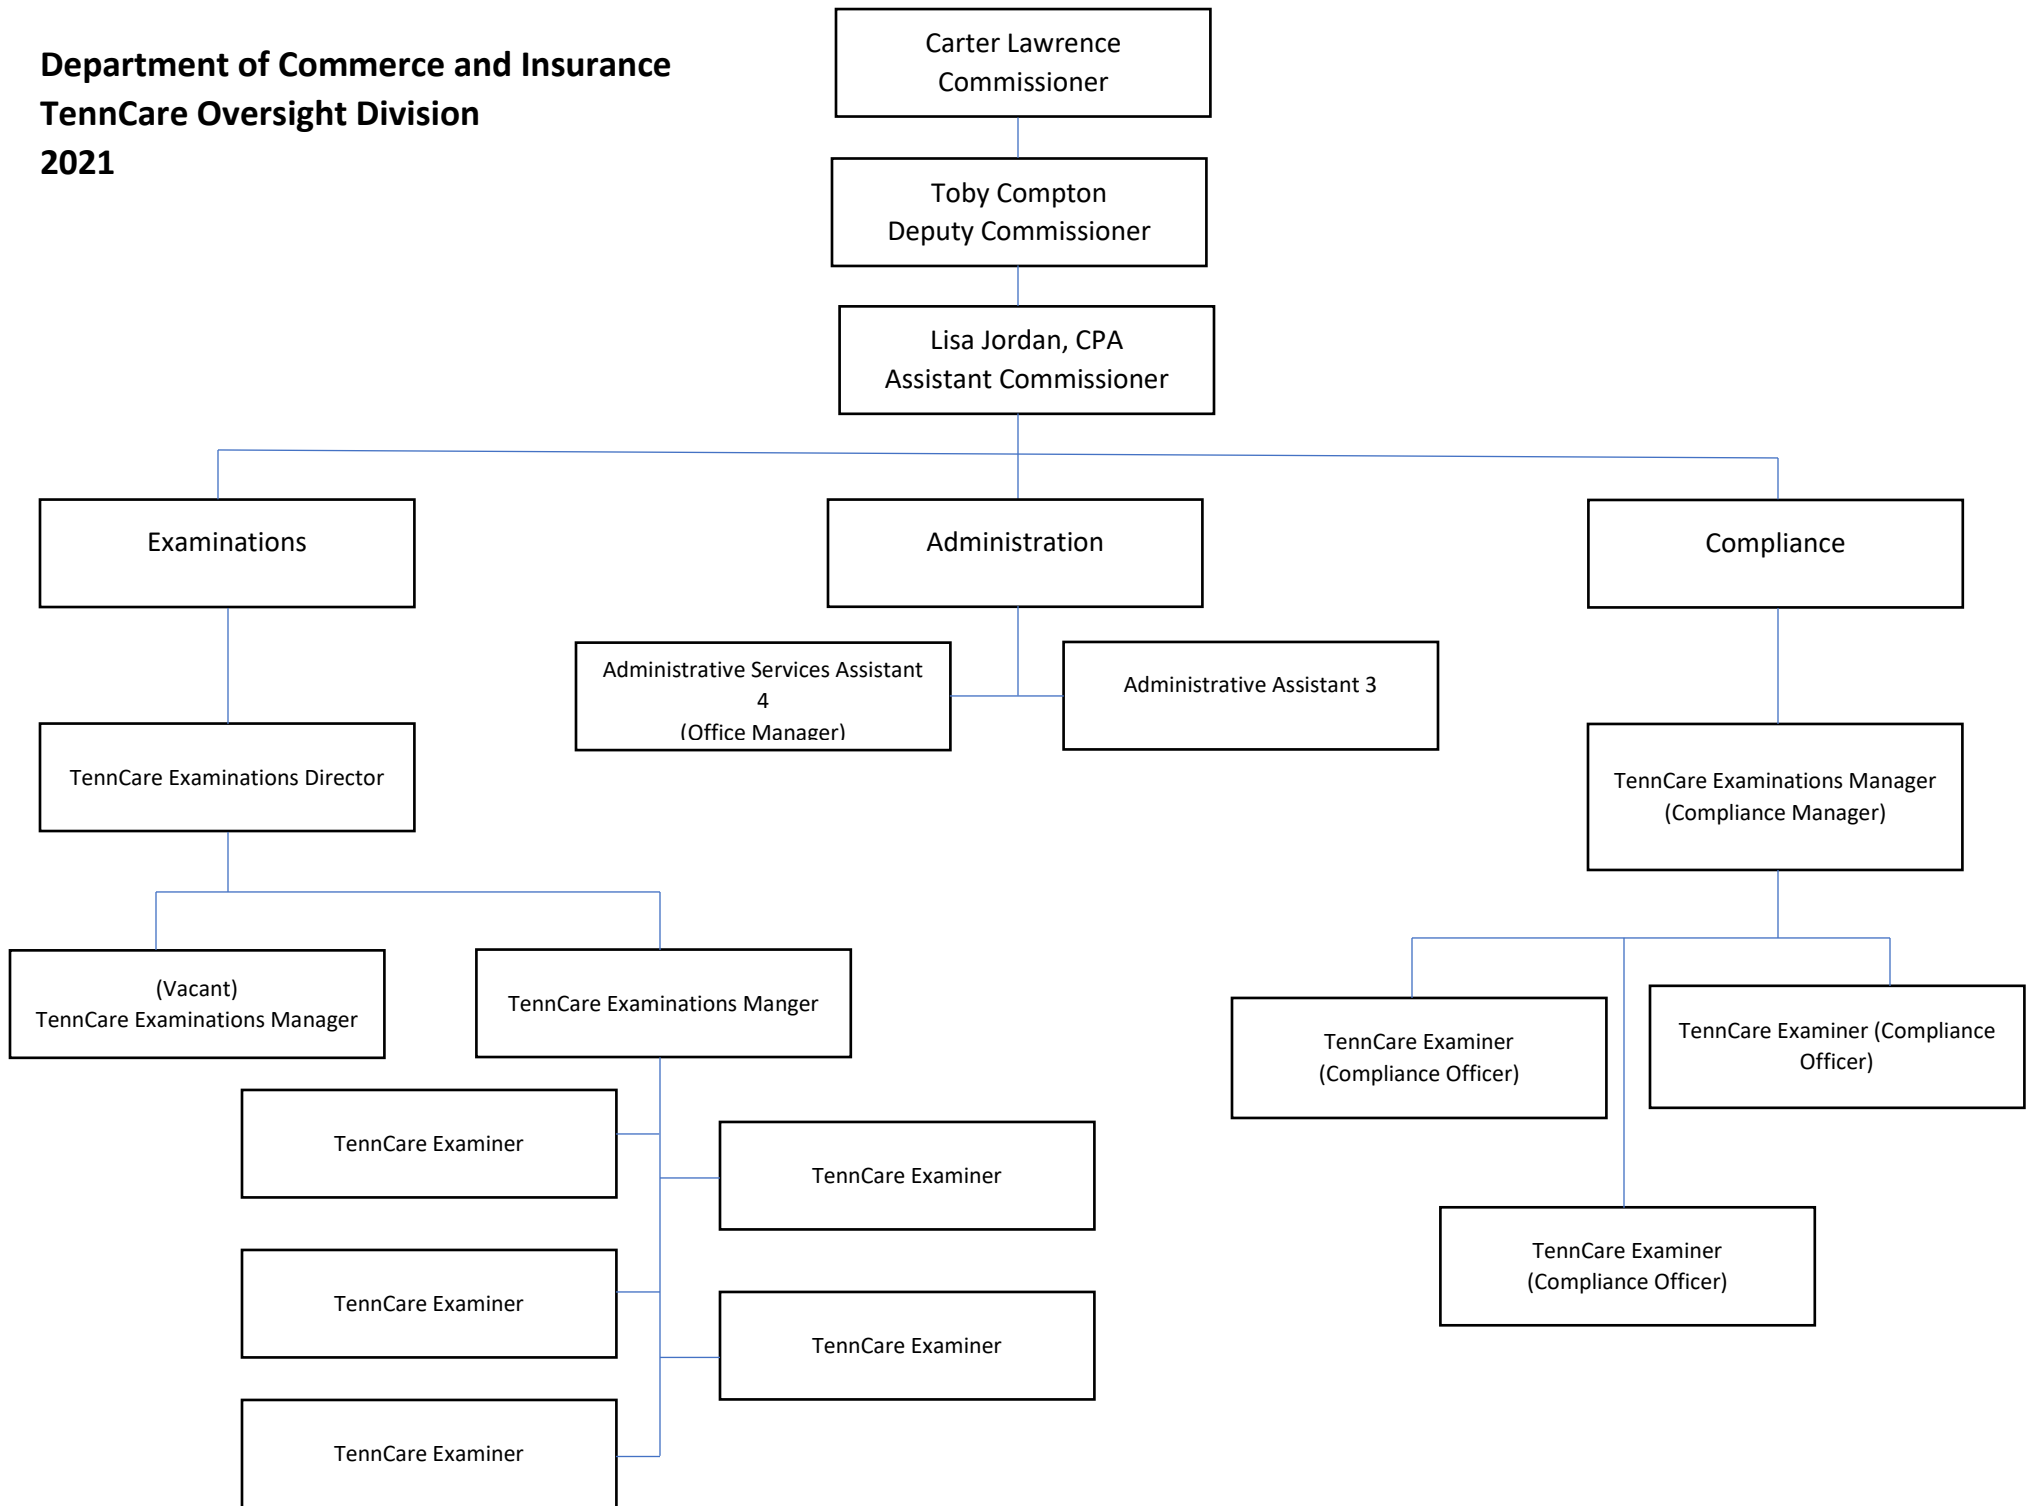 Department of Commerce and Insurance
TennCare Oversight Division
2021
Carter Lawrence
Commissioner
Toby Compton
Deputy Commissioner
Lisa Jordan, CPA
Assistant Commissioner
Examinations
Administration
Compliance
Administrative Services Assistant
4
(Office Manager)
Administrative Assistant 3
TennCare Examinations Director
TennCare Examinations Manager
(Compliance Manager)
(Vacant)
TennCare Examinations Manager
TennCare Examinations Manger
TennCare Examiner
(Compliance Officer)
TennCare Examiner (Compliance
Officer)
TennCare Examiner
TennCare Examiner
TennCare Examiner
(Compliance Officer)
TennCare Examiner
TennCare Examiner
TennCare Examiner